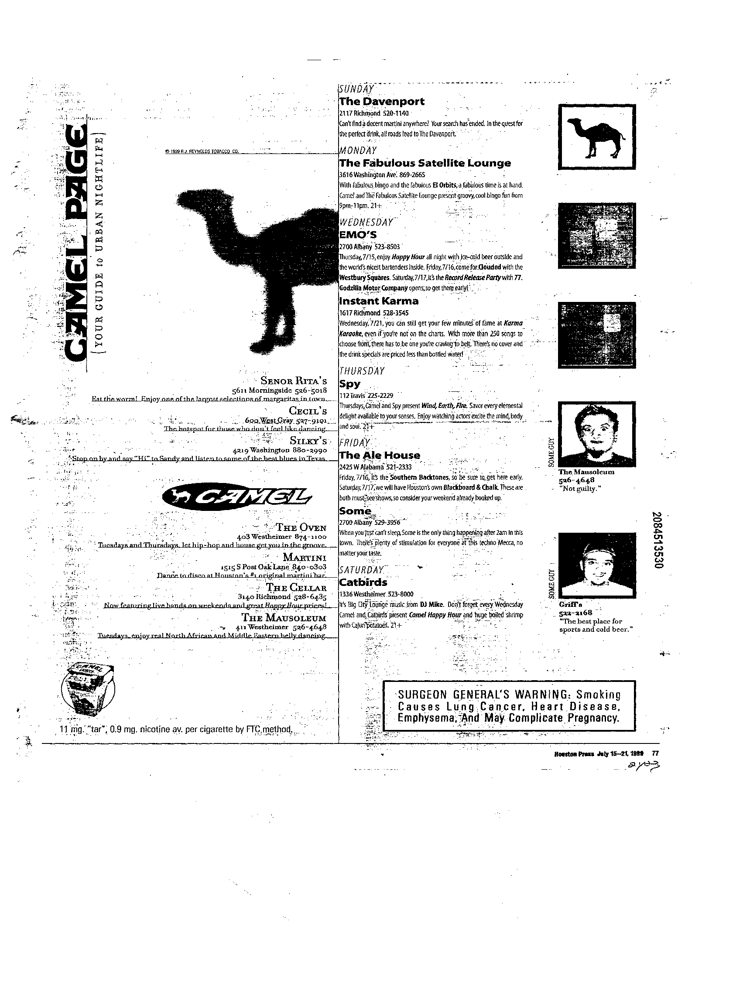 CAMEL PAGE
[YOUR GUIDE to URBAN NIGHTLIFE]
© 1999 R.J. REYNOLDS TOBACCO CO.
SENOR RITA'S
5611 Morningside 526-5018
Eat the worm! Enjoy one of the largest selections of margaritas in town.
CECIL'S
600 West Gray 527-9191
The hotspot for those who don't feel like dancing.
SILKY'S
4219 Washington 880-2990
Stop on by and say "Hi" to Sandy and listen to some of the best blues in Texas.
CAMEL
THE OVEN
403 Westheimer 874-1100
Tuesdays and Thursdays, let hip-hop and house get you in the groove.
MARTINI
1515 S Post Oak Lane 840-0303
Dance to disco at Houston's #1 original martini bar.
THE CELLAR
3140 Richmond 528-6435
Now featuring live bands on weekends and great Happy Hour prices!
THE MAUSOLEUM
411 Westheimer 526-4648
Tuesdays, enjoy real North African and Middle Eastern belly dancing.
CAMEL
11 mg. "tar", 0.9 mg. nicotine av. per cigarette by FTC method.
SUNDAY
The Davenport
2117 Richmond 520-1140
Can't find a decent martini anywhere? Your search has ended. In the quest for
the perfect drink, all roads lead to The Davenport.
MONDAY
The Fabulous Satellite Lounge
3616 Washington Ave. 869-2665
With fabulous bingo and the fabulous El Orbits, a fabulous time is at hand.
Camel and The Fabulous Satellite Lounge present groovy, cool bingo fun from
9pm-11pm. 21+
WEDNESDAY
EMO'S
2700 Albany 523-8503
Thursday, 7/15, enjoy Happy Hour all night with ice-cold beer outside and
the world's nicest bartenders inside. Friday, 7/16, come far Clouded with the
Westbury Squares. Saturday, 7/17, it's the Record Release Party with 77.
Godzilla Motor Company opens, so get there early!
Instant Karma
1617 Richmond 528-3545
Wednesday, 7/21, you can still get your few minutes of fame at Karma
Karaoke, even if you're not on the charts. With more than 250 songs to
choose from, there has to be one you're craving to belt. There's no cover and
the drink specials are priced less than bottled water!
THURSDAY
Spy
112 Travis 225-2229
Thursdays, Camel and Spy present Wind, Earth, Fire. Savor every elemental
delight available to your senses. Enjoy watching actors excite the mind, body
and soul. 21+
FRIDAY
The Ale House
2425 W Alabama 521-2333
Friday, 7/16, it's the Southern Backtones, so be sure to get here early.
Saturday, 7/17, we will have Houston's own Blackboard & Chalk. These are
both must see shows, so consider your weekend already booked up.
Some
2700 Albany 529-3956
When you just can't sleep, Some is the only thing happening after 2am in this
town. There's plenty of stimulation for everyone at this techno Mecca, no
matter your taste.
SATURDAY
Catbirds
1336 Westheimer 523-8000
It's Big City Lounge music from DJ Mike. Don't forget every Wednesday
Camel and Catbirds present Camel Happy Hour and huge boiled shrimp
with Cajun potatoes. 21+
SOME GUY
The Mausoleum
526-4648
"Not guilty."
SOME GUY
Griff's
522-2168
"The best place for
sports and cold beer."
2084513530
SURGEON GENERAL'S WARNING: Smoking
Causes Lung Cancer, Heart Disease,
Emphysema, And May Complicate Pregnancy.
Houston Press July 15–21, 1999 77